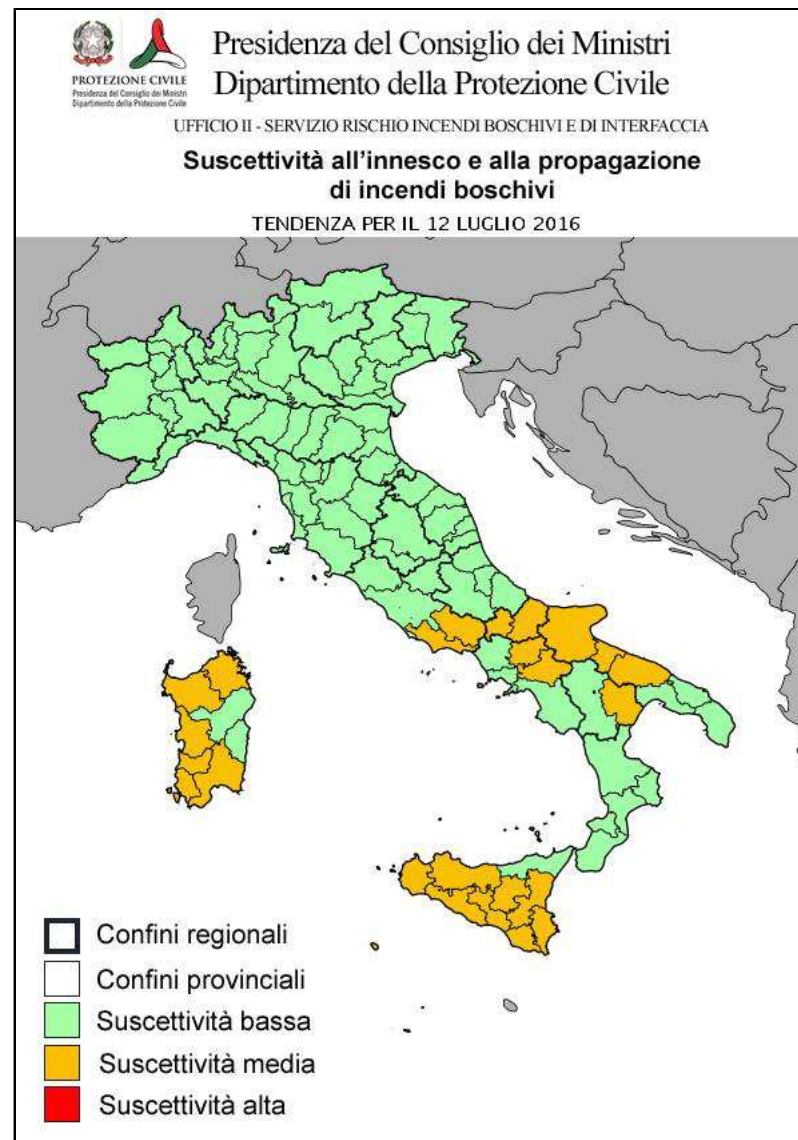 PROTEZIONE CIVILE
Presidenza del Consiglio dei Ministri
Dipartimento della Protezione Civile
Presidenza del Consiglio dei Ministri
Dipartimento della Protezione Civile
UFFICIO II - SERVIZIO RISCHIO INCENDI BOSCHIVI E DI INTERFACCIA
Suscettività all'innesco e alla propagazione
di incendi boschivi
TENDENZA PER IL 12 LUGLIO 2016
Confini regionali
Confini provinciali
Suscettività bassa
Suscettività media
Suscettività alta